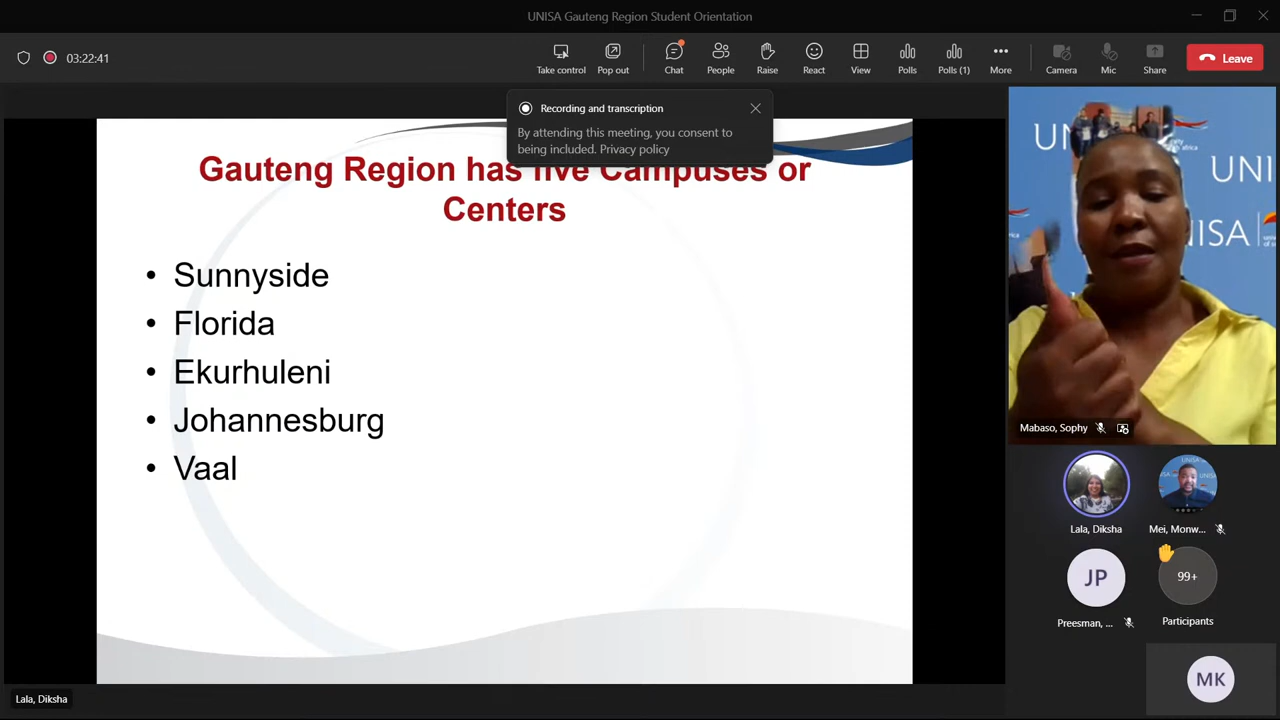 UNISA Gauteng Region Student Orientation
03:22:41
Take control
Pop out
Chat
People
Raise
React
View
Polls
Polls (1)
More
Camera
Mic
Share
Leave
Recording and transcription
By attending this meeting, you consent to
being included. Privacy policy
Gauteng Region has five Campuses or
Centers
• Sunnyside
• Florida
• Ekurhuleni
• Johannesburg
• Vaal
UNI
UNI
ISA
Mabaso, Sophy
Lala, Diksha
Mei, Monw...
JP
99+
Preesman, ...
Participants
MK
Lala, Diksha